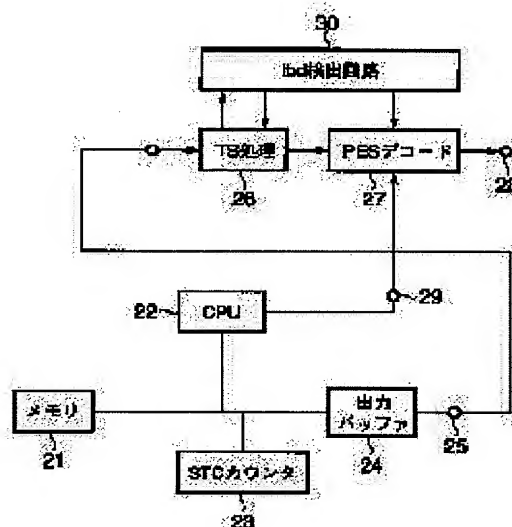 30
lbd検出回路
TS処理
26
PESデコード
27
28
29
22
CPU
メモリ
21
STCカウンタ
23
出力
バッファ
24
25